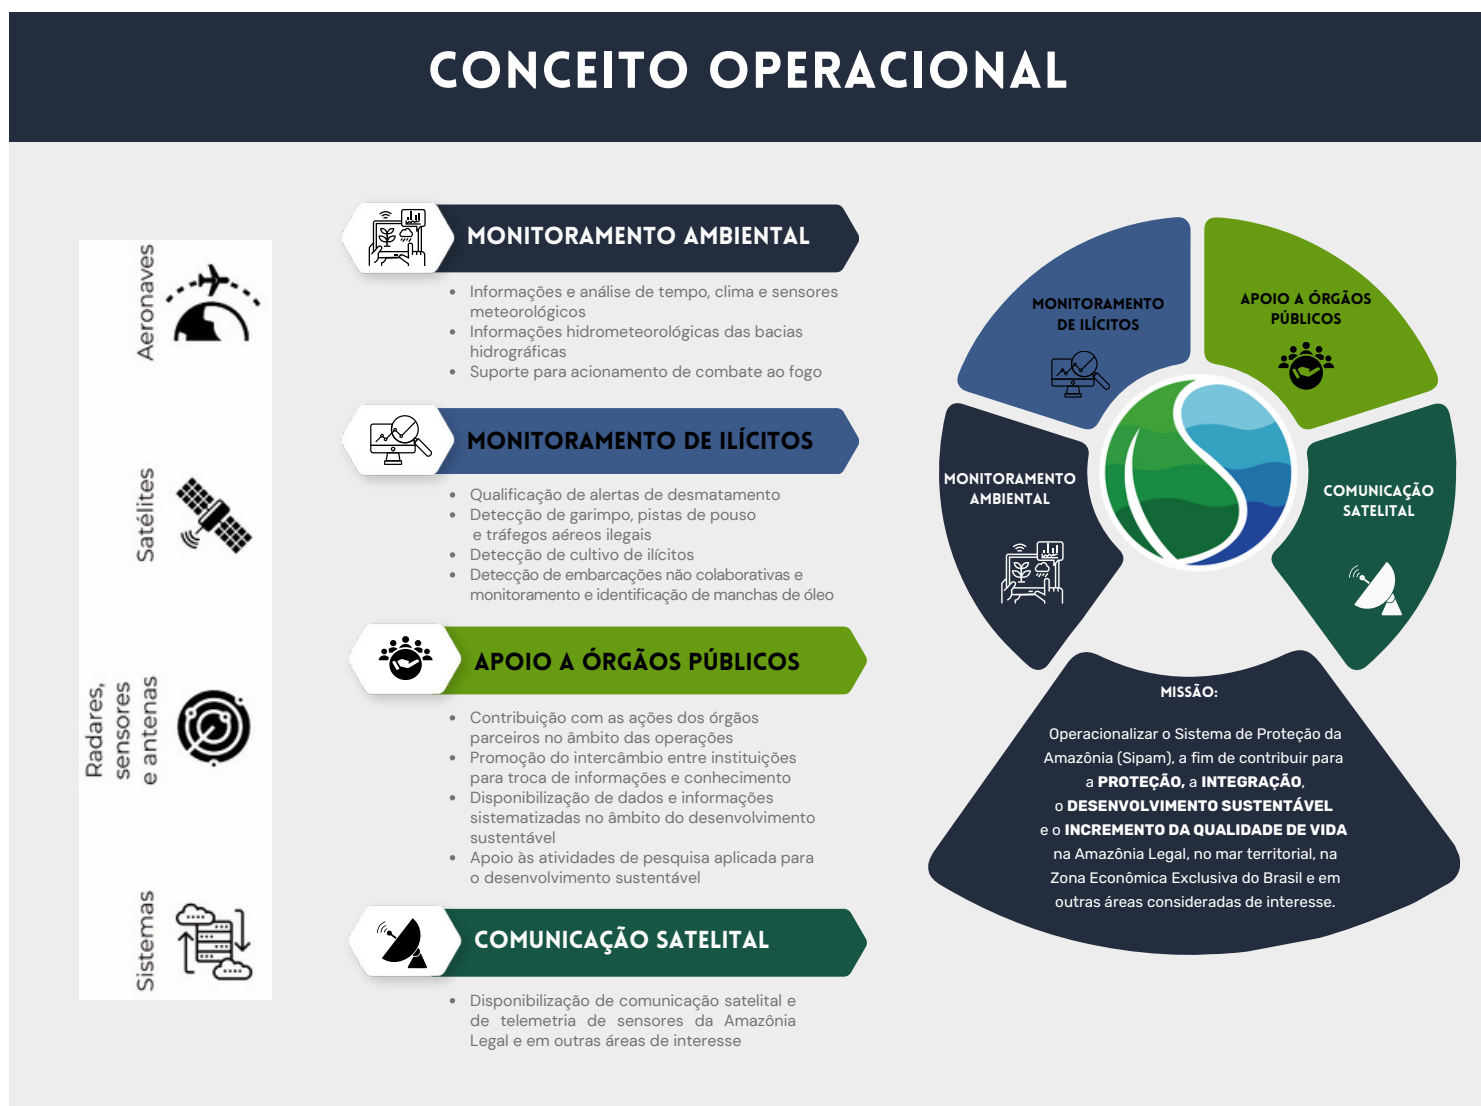 CONCEITO OPERACIONAL
Aeronaves
Satélites
Radares,
sensores
e antenas
Sistemas
MONITORAMENTO AMBIENTAL
• Informações e análise de tempo, clima e sensores
meteorológicos
• Informações hidrometeorológicas das bacias
hidrográficas
• Suporte para acionamento de combate ao fogo
MONITORAMENTO DE ILÍCITOS
• Qualificação de alertas de desmatamento
• Detecção de garimpo, pistas de pouso
e tráfegos aéreos ilegais
• Detecção de cultivo de ilícitos
• Detecção de embarcações não colaborativas e
monitoramento e identificação de manchas de óleo
APOIO A ÓRGÃOS PÚBLICOS
• Contribuição com as ações dos órgãos
parceiros no âmbito das operações
• Promoção do intercâmbio entre instituições
para troca de informações e conhecimento
• Disponibilização de dados e informações
sistematizadas no âmbito do desenvolvimento
sustentável
• Apoio às atividades de pesquisa aplicada para
o desenvolvimento sustentável
COMUNICAÇÃO SATELITAL
• Disponibilização de comunicação satelital e
de telemetria de sensores da Amazônia
Legal e em outras áreas de interesse
MONITORAMENTO
DE ILÍCITOS
APOIO A ÓRGÃOS
PÚBLICOS
MONITORAMENTO
AMBIENTAL
COMUNICAÇÃO
SATELITAL
MISSÃO:
Operacionalizar o Sistema de Proteção da
Amazônia (Sipam), a fim de contribuir para
a PROTEÇÃO, a INTEGRAÇÃO,
o DESENVOLVIMENTO SUSTENTÁVEL
e o INCREMENTO DA QUALIDADE DE VIDA
na Amazônia Legal, no mar territorial, na
Zona Econômica Exclusiva do Brasil e em
outras áreas consideradas de interesse.